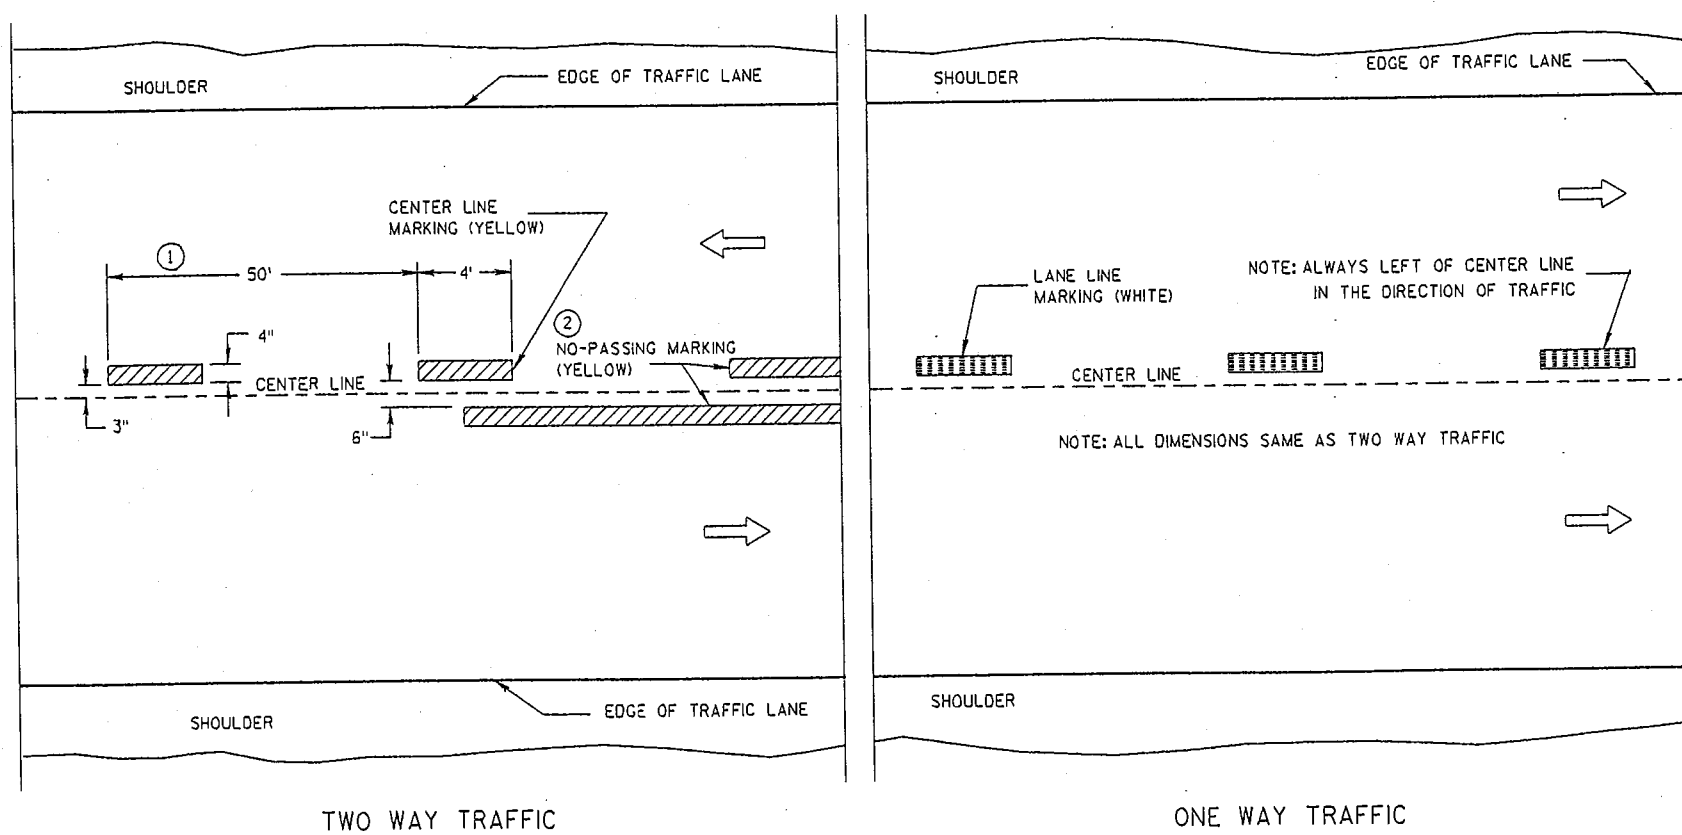 SHOULDER
EDGE OF TRAFFIC LANE
CENTER LINE
MARKING (YELLOW)
1
50'
4'
2
4"
NO-PASSING MARKING
(YELLOW)
CENTER LINE
3"
6"
SHOULDER
EDGE OF TRAFFIC LANE
TWO WAY TRAFFIC
SHOULDER
EDGE OF TRAFFIC LANE
LANE LINE
MARKING (WHITE)
NOTE: ALWAYS LEFT OF CENTER LINE
IN THE DIRECTION OF TRAFFIC
CENTER LINE
NOTE: ALL DIMENSIONS SAME AS TWO WAY TRAFFIC
SHOULDER
ONE WAY TRAFFIC